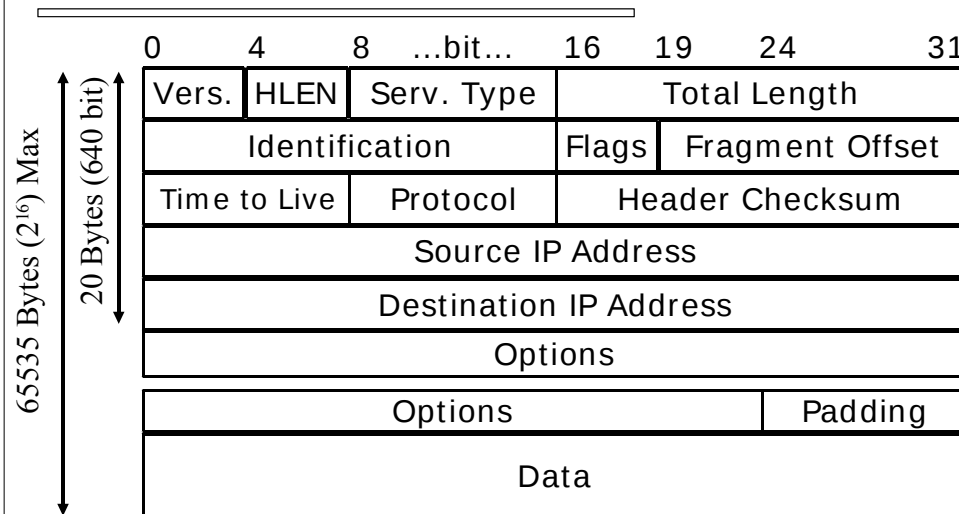 0 4 8 ...bit... 16 19 24 31
Vers. HLEN Serv. Type Total Length
Identification Flags Fragment Offset
Time to Live Protocol Header Checksum
Source IP Address
Destination IP Address
Options
Options Padding
Data
65535 Bytes (2¹⁶) Max
20 Bytes (640 bit)